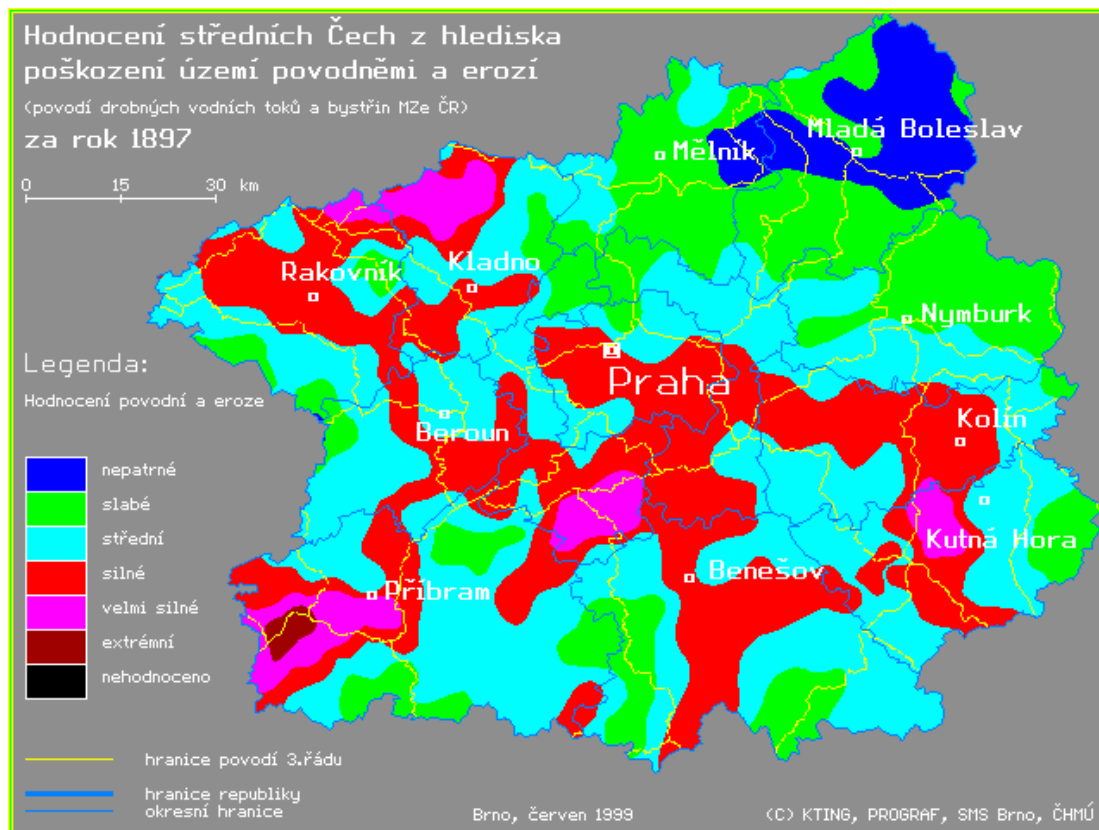 Hodnocení středních Čech z hlediska
poškození území povodněmi a erozí
(povodí drobných vodních toků a bystřin MZe ČR)
za rok 1897
0 15 30 km
Mělník
Mladá Boleslav
Rakovník
Kladno
Nymburk
Praha
Beroun
Kolín
Kutná Hora
Benešov
Příbram
Legenda:
Hodnocení povodní a eroze
nepatrné
slabé
střední
silné
velmi silné
extrémní
nehodnoceno
hranice povodí 3.řádu
hranice republiky
okresní hranice
Brno, červen 1999
(C) KTING, PROGRAF, SMS Brno, ČHMÚ